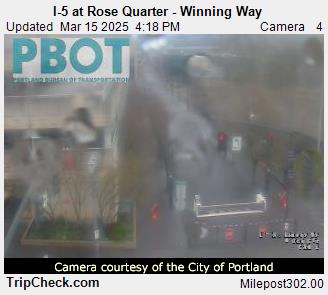 I-5 at Rose Quarter - Winning Way
Updated Mar 15 2025 4:18 PM Camera 4
PBOT
PORTLAND BUREAU OF TRANSPORTATION
Camera courtesy of the City of Portland
TripCheck.com Milepost302.00